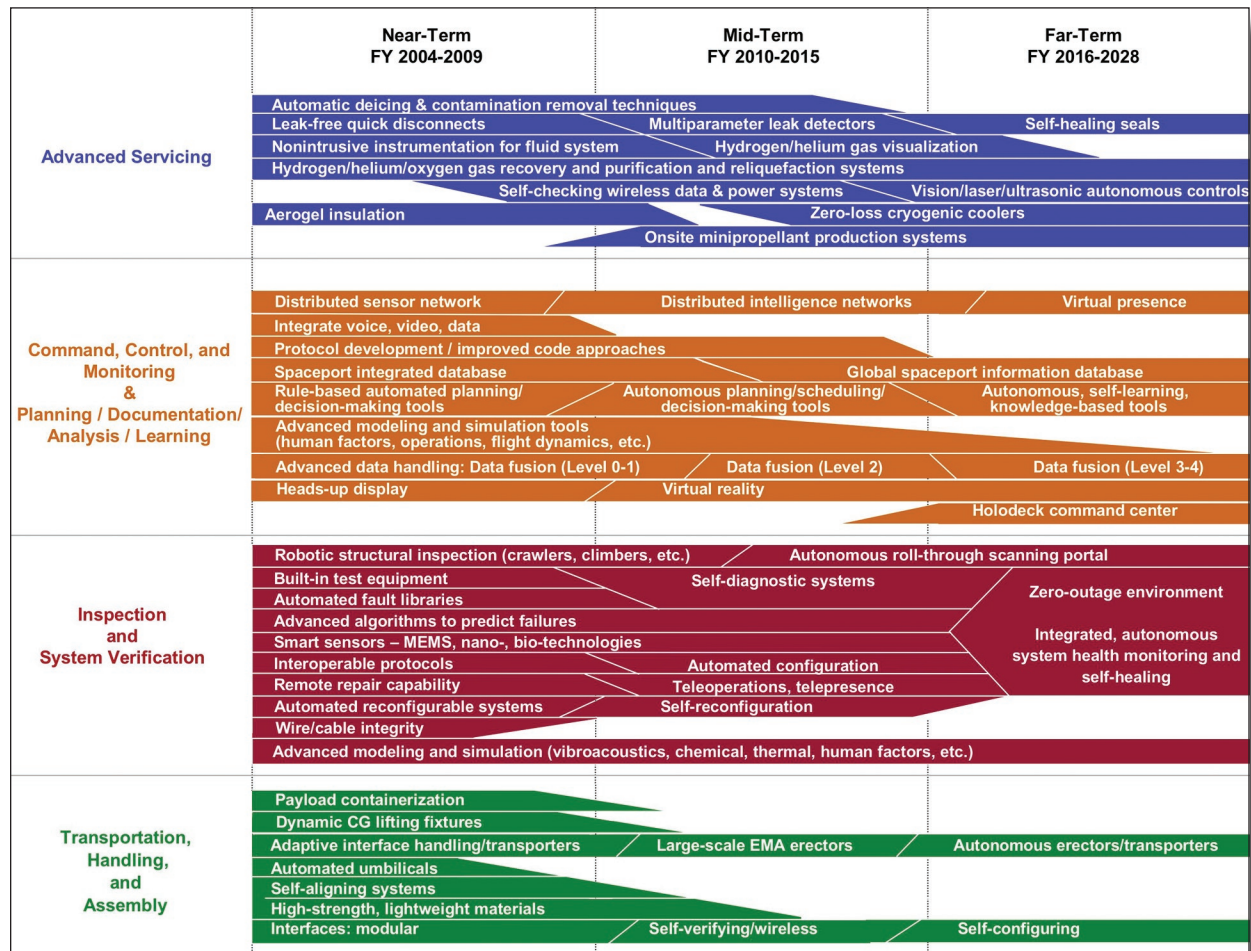 Near-Term
FY 2004-2009
Mid-Term
FY 2010-2015
Far-Term
FY 2016-2028
Advanced Servicing
Automatic deicing & contamination removal techniques
Leak-free quick disconnects
Multiparameter leak detectors
Self-healing seals
Nonintrusive instrumentation for fluid system
Hydrogen/helium gas visualization
Hydrogen/helium/oxygen gas recovery and purification and reliquefaction systems
Self-checking wireless data & power systems
Vision/laser/ultrasonic autonomous controls
Aerogel insulation
Zero-loss cryogenic coolers
Onsite minipropellant production systems
Command, Control, and
Monitoring
&
Planning / Documentation/
Analysis / Learning
Distributed sensor network
Distributed intelligence networks
Virtual presence
Integrate voice, video, data
Protocol development / improved code approaches
Spaceport integrated database
Global spaceport information database
Rule-based automated planning/
decision-making tools
Autonomous planning/scheduling/
decision-making tools
Autonomous, self-learning,
knowledge-based tools
Advanced modeling and simulation tools
(human factors, operations, flight dynamics, etc.)
Advanced data handling: Data fusion (Level 0-1)
Data fusion (Level 2)
Data fusion (Level 3-4)
Heads-up display
Virtual reality
Holodeck command center
Inspection
and
System Verification
Robotic structural inspection (crawlers, climbers, etc.)
Autonomous roll-through scanning portal
Built-in test equipment
Self-diagnostic systems
Automated fault libraries
Zero-outage environment
Advanced algorithms to predict failures
Smart sensors – MEMS, nano-, bio-technologies
Integrated, autonomous
system health monitoring and
self-healing
Interoperable protocols
Automated configuration
Remote repair capability
Teleoperations, telepresence
Automated reconfigurable systems
Self-reconfiguration
Wire/cable integrity
Advanced modeling and simulation (vibroacoustics, chemical, thermal, human factors, etc.)
Transportation,
Handling,
and
Assembly
Payload containerization
Dynamic CG lifting fixtures
Adaptive interface handling/transporters
Large-scale EMA erectors
Autonomous erectors/transporters
Automated umbilicals
Self-aligning systems
High-strength, lightweight materials
Interfaces: modular
Self-verifying/wireless
Self-configuring